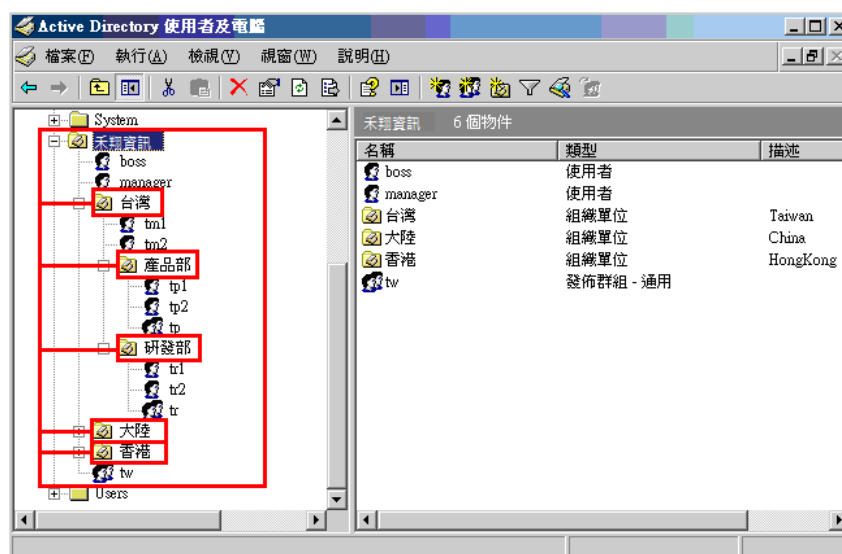 Active Directory 使用者及電腦
檔案(F) 執行(A) 檢視(V) 視窗(W) 說明(H)
System
禾翔資訊
boss
manager
台灣
tm1
tm2
產品部
tp1
tp2
tp
研發部
tr1
tr2
tr
大陸
香港
tw
Users
禾翔資訊 6 個物件
名稱 類型 描述
boss 使用者
manager 使用者
台灣 組織單位 Taiwan
大陸 組織單位 China
香港 組織單位 HongKong
tw 發佈群組 - 通用